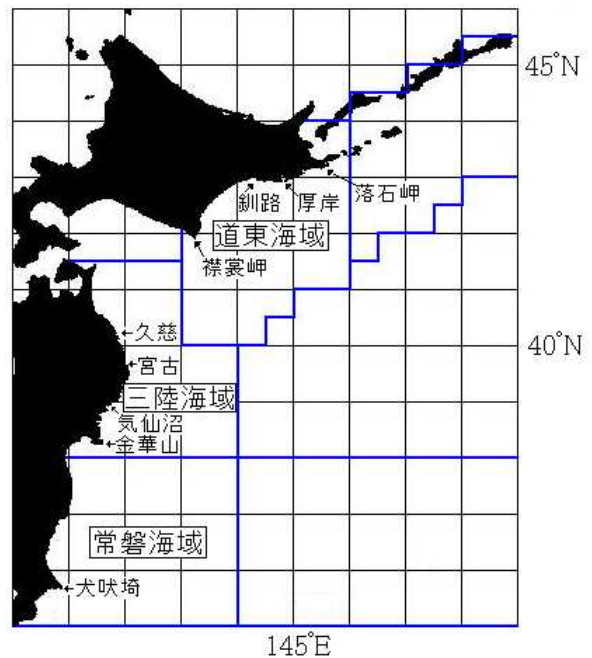 45°N
落石岬
釧路
厚岸
道東海域
襟裳岬
久慈
40°N
宮古
三陸海域
気仙沼
金華山
常磐海域
犬吠埼
145°E